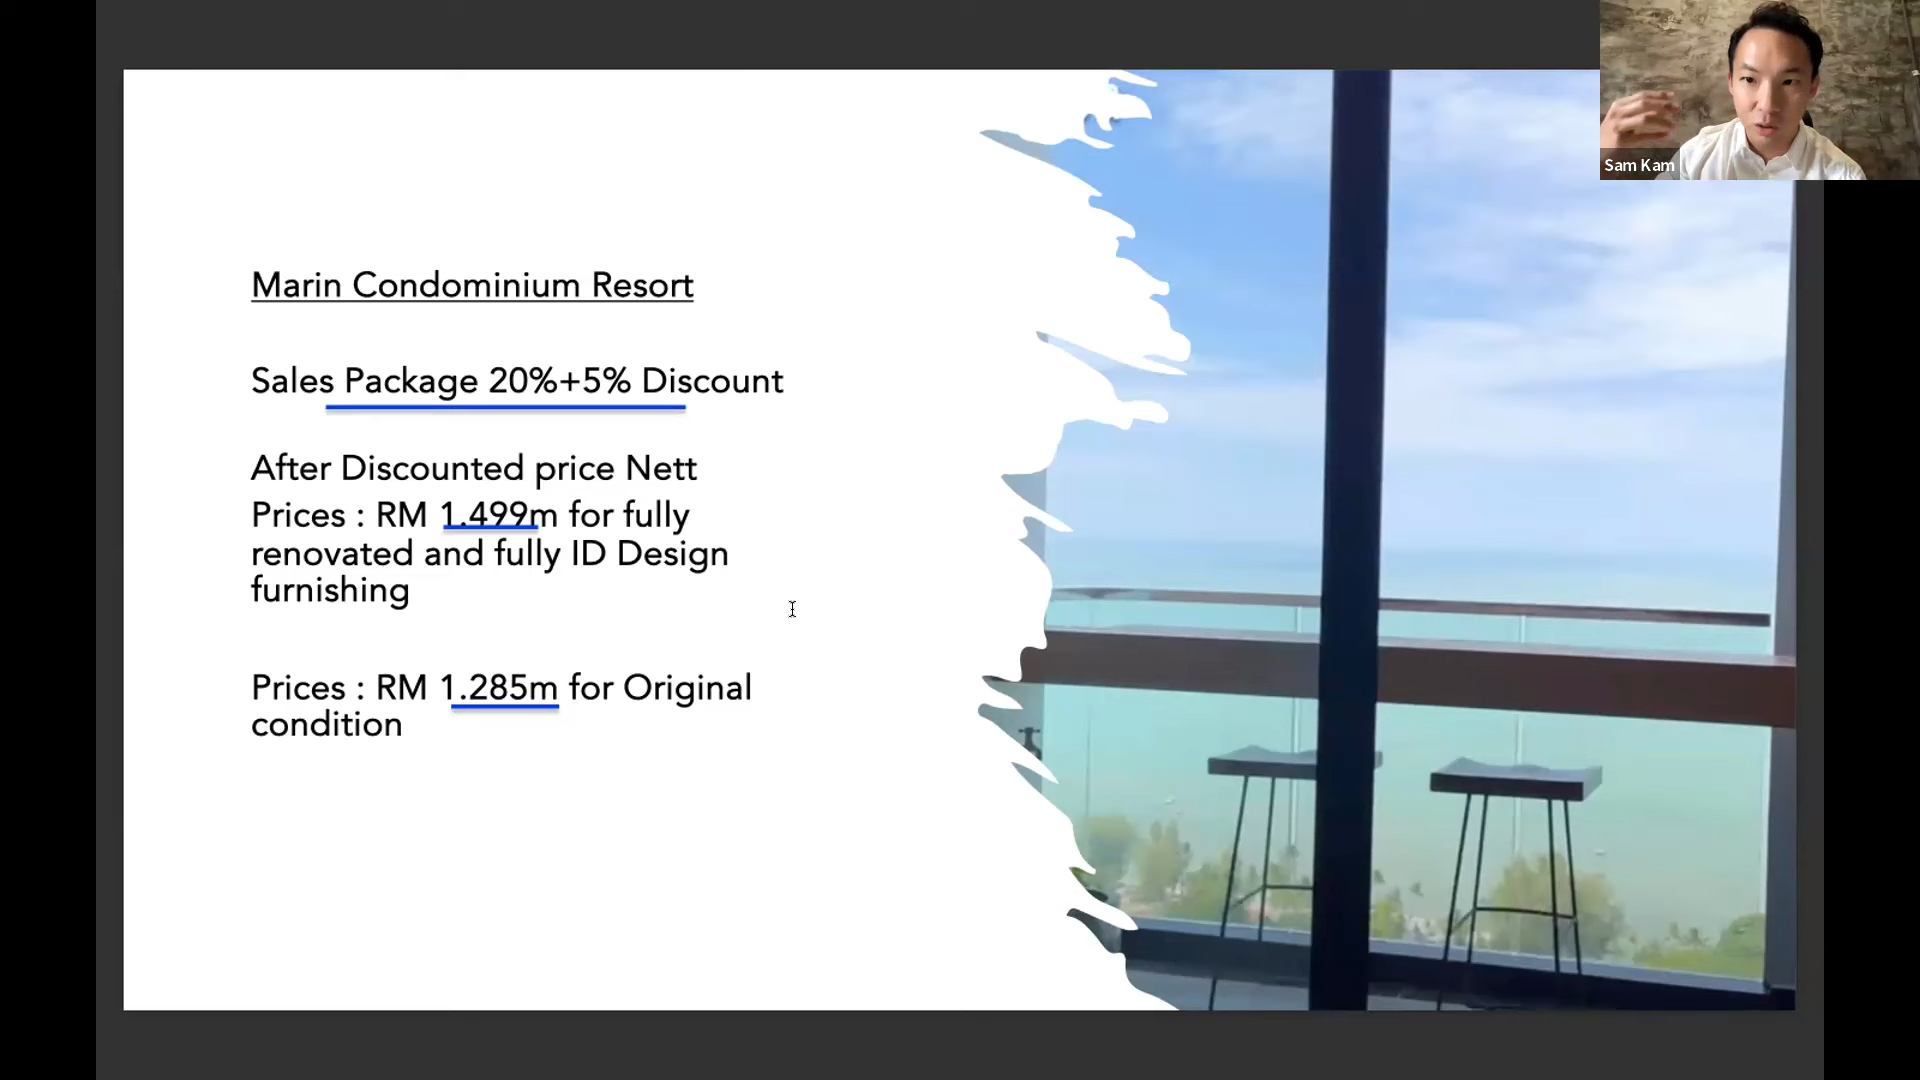 Sam Kam
Marin Condominium Resort
Sales Package 20%+5% Discount
After Discounted price Nett
Prices : RM 1.499m for fully
renovated and fully ID Design
furnishing
Prices : RM 1.285m for Original
condition